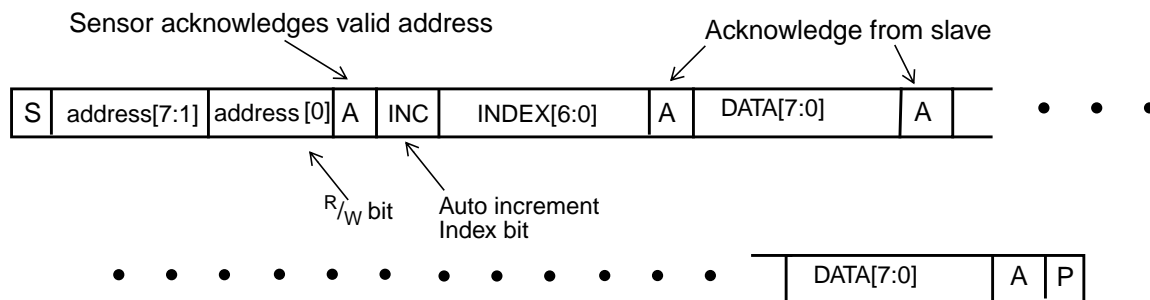 Sensor acknowledges valid address
Acknowledge from slave
S address[7:1] address [0] A INC INDEX[6:0] A DATA[7:0] A
R/W bit
Auto increment
Index bit
DATA[7:0] A P